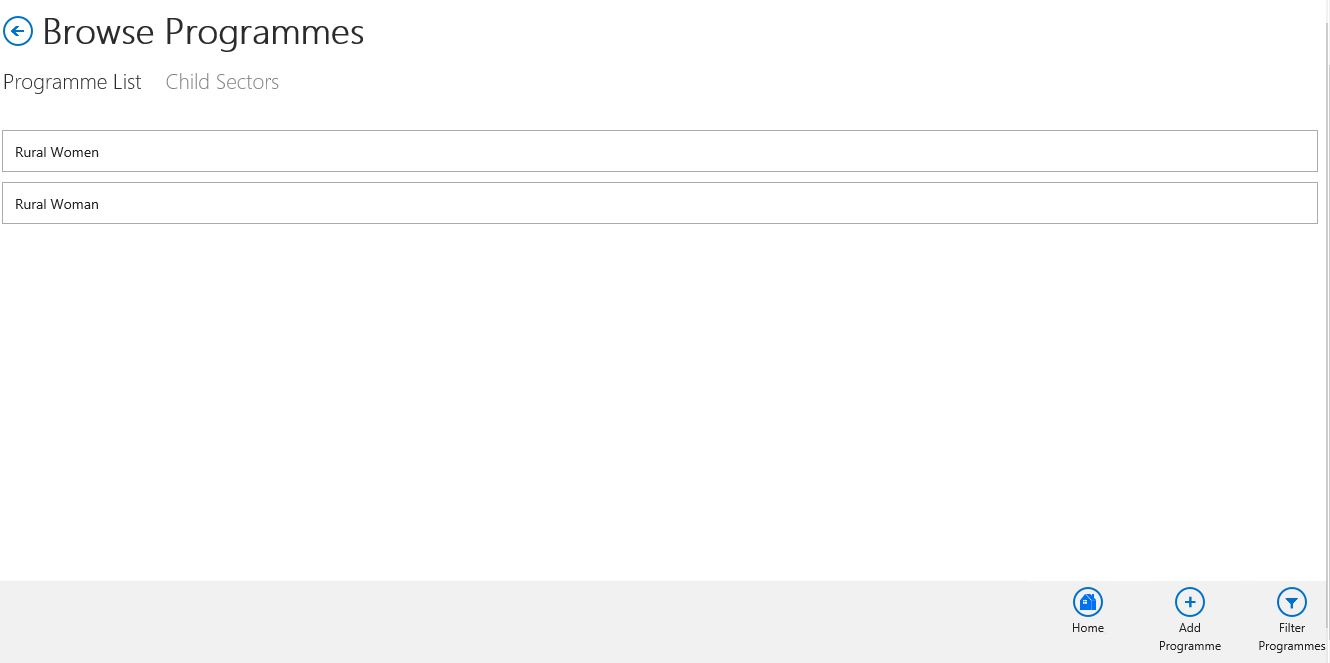 Browse Programmes
Programme List Child Sectors
Rural Women
Rural Woman
Home
Add
Programme
Filter
Programmes